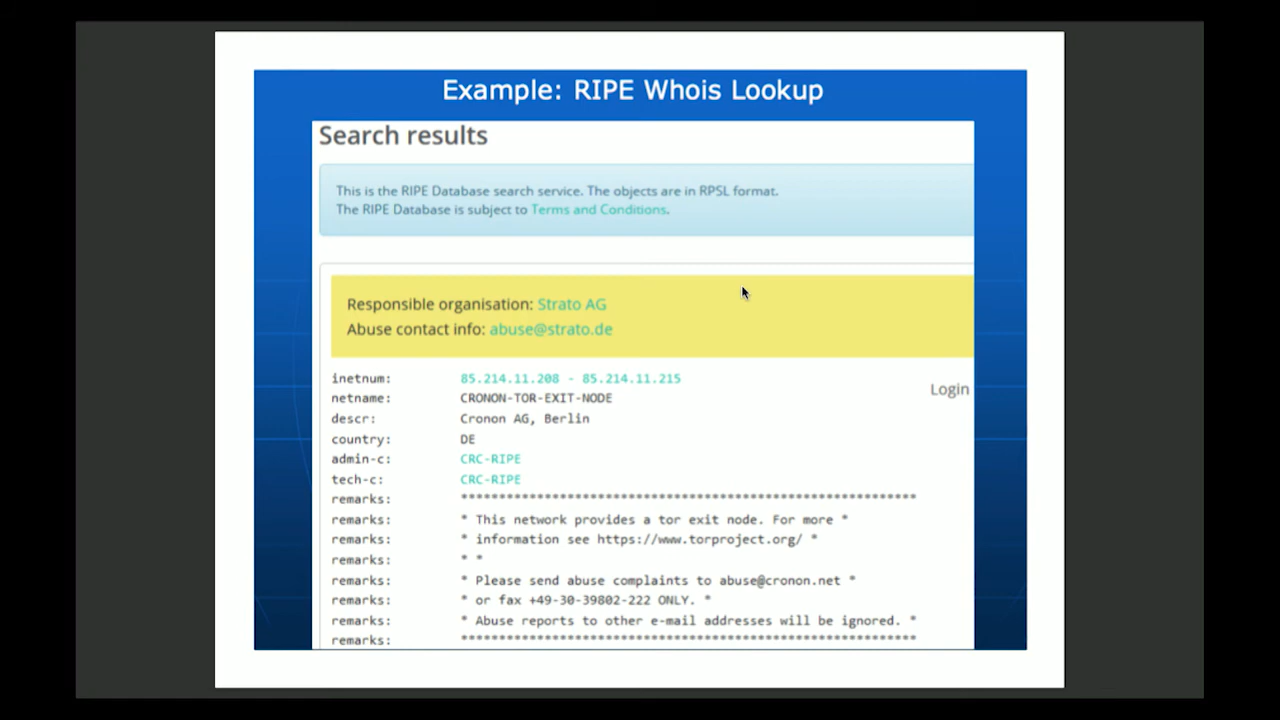 Example: RIPE Whois Lookup
Search results
This is the RIPE Database search service. The objects are in RPSL format.
The RIPE Database is subject to Terms and Conditions.
Responsible organisation: Strato AG
Abuse contact info: abuse@strato.de
inetnum: 85.214.11.208 - 85.214.11.215
Login
netname: CRONON-TOR-EXIT-NODE
descr: Cronon AG, Berlin
country: DE
admin-c: CRC-RIPE
tech-c: CRC-RIPE
remarks: ************************************************************
remarks: * This network provides a tor exit node. For more *
remarks: * information see https://www.torproject.org/ *
remarks: * *
remarks: * Please send abuse complaints to abuse@cronon.net *
remarks: * or fax +49-30-39802-222 ONLY. *
remarks: * Abuse reports to other e-mail addresses will be ignored. *
remarks: ************************************************************